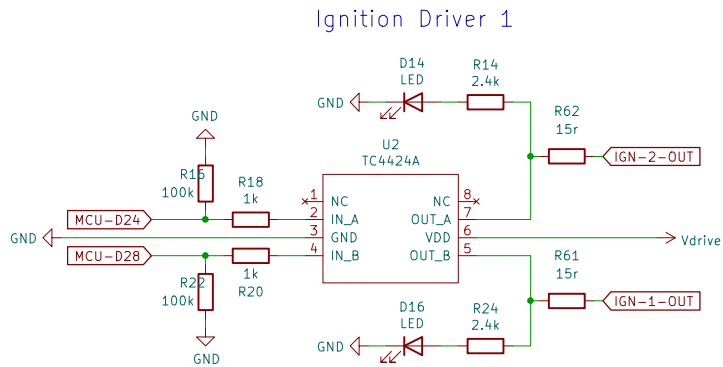 Ignition Driver 1
D14
LED
R14
2.4k
GND
R62
15r
IGN-2-OUT
GND
R16
100k
R18
1k
U2
TC4424A
1
NC
NC
8
MCU-D24
2
IN_A
OUT_A
7
GND
3
GND
VDD
6
Vdrive
MCU-D28
4
IN_B
OUT_B
5
R61
15r
1k
R20
R22
100k
IGN-1-OUT
D16
LED
R24
2.4k
GND
GND